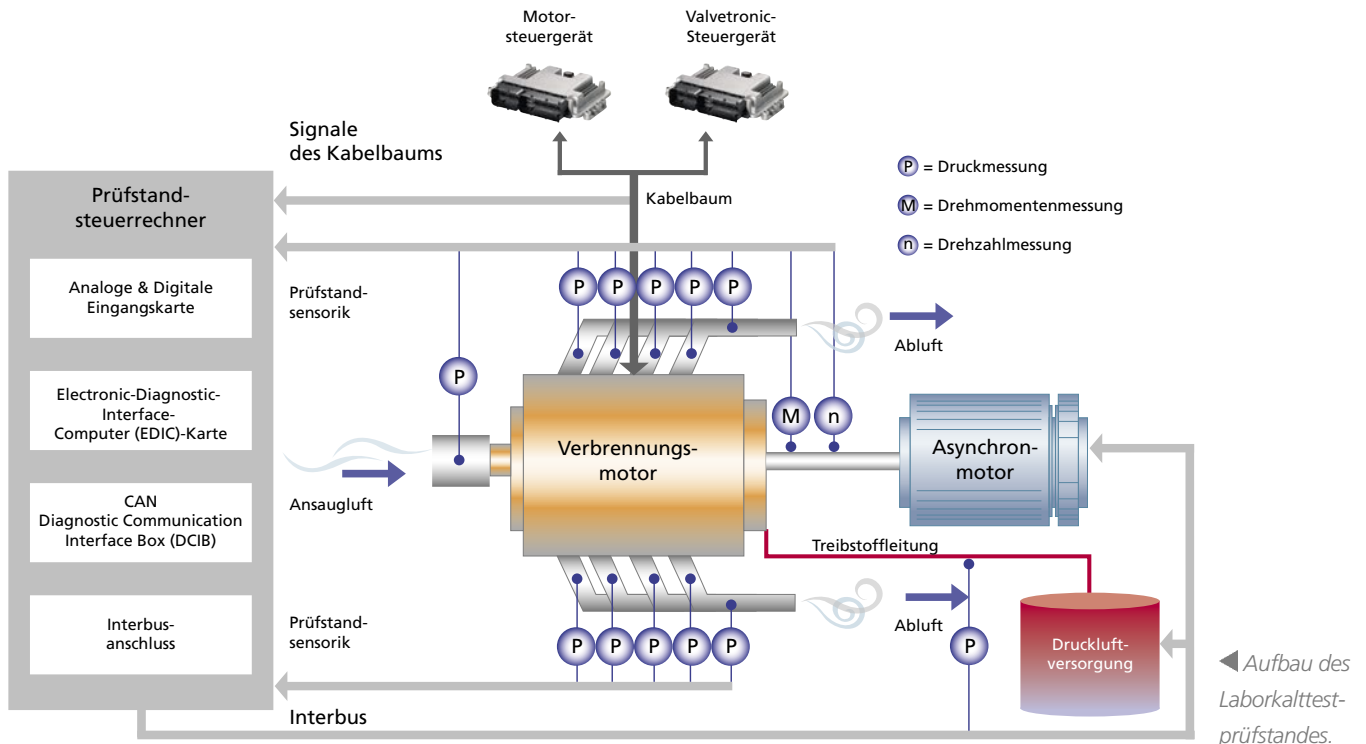 Motor-
steuergerät
Valvetronic-
Steuergerät
Signale
des Kabelbaums
Kabelbaum
P = Druckmessung
M = Drehmomentenmessung
n = Drehzahlmessung
Prüfstand-
steuerrechner
Analoge & Digitale
Eingangskarte
Electronic-Diagnostic-
Interface-
Computer (EDIC)-Karte
CAN
Diagnostic Communication
Interface Box (DCIB)
Interbus-
anschluss
Prüfstand-
sensorik
P P P P P
Abluft
P
M n
Ansaugluft
Verbrennungs-
motor
Asynchron-
motor
Treibstoffleitung
Abluft
Prüfstand-
sensorik
P P P P P
P
Druckluft-
versorgung
Interbus
Aufbau des
Laborkalttest-
prüfstandes.